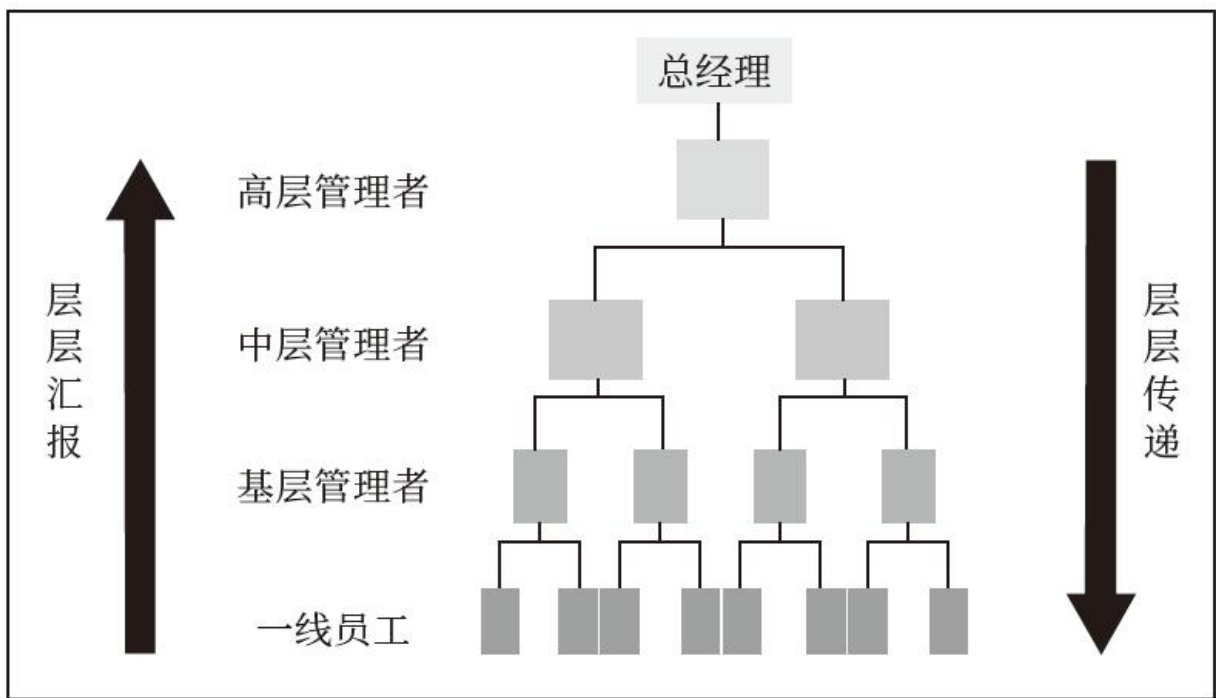 总经理
高层管理者
中层管理者
基层管理者
一线员工
层层汇报
层层传递